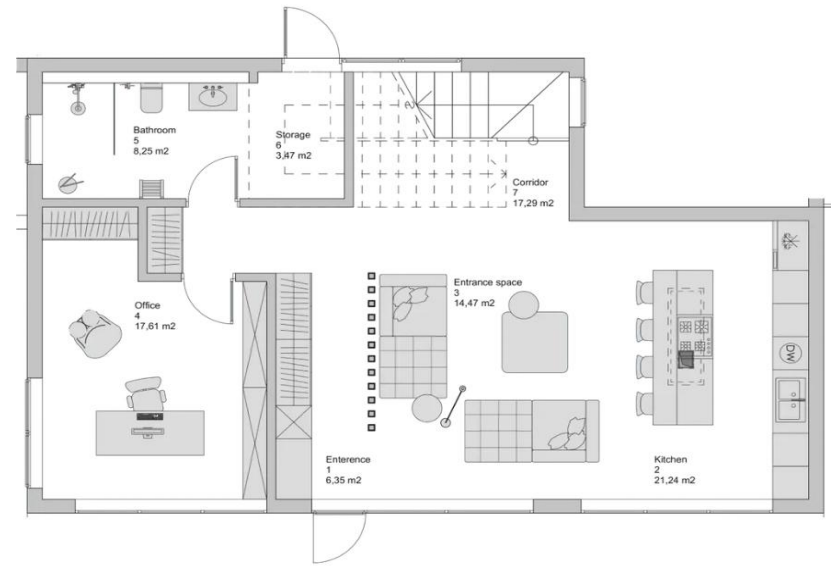 Bathroom
5
8,25 m2
Storage
6
3,47 m2
Corridor
7
17,29 m2
Entrance space
3
14,47 m2
Office
4
17,61 m2
DW
Enterence
1
6,35 m2
Kitchen
2
21,24 m2